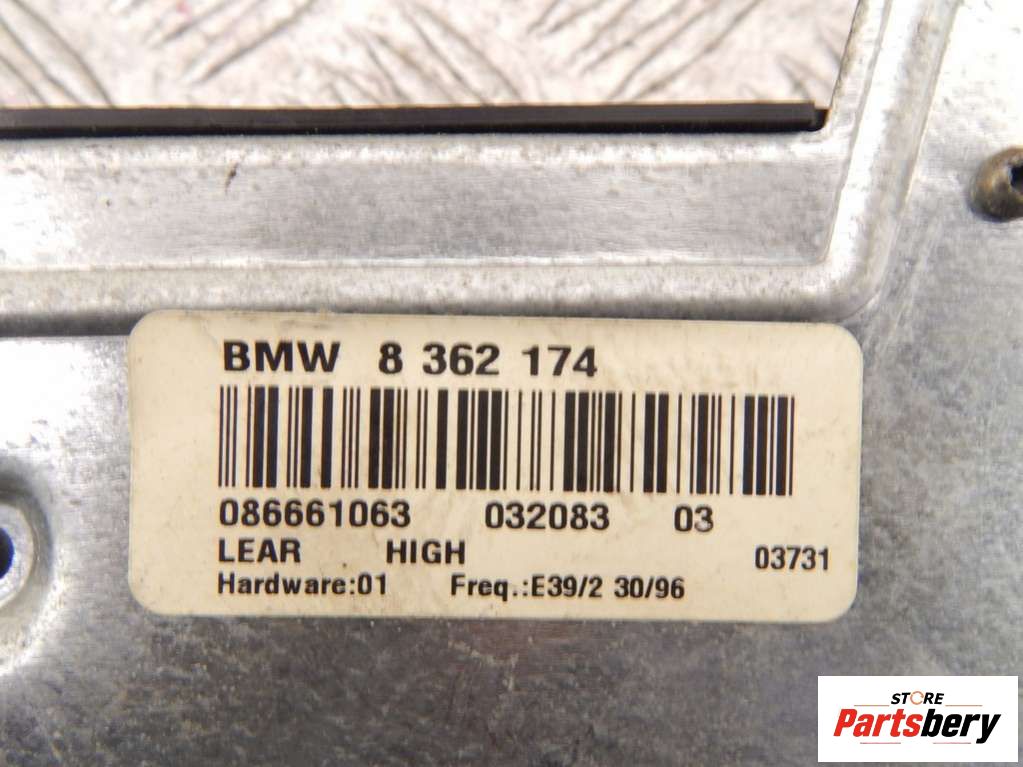 BMW 8 362 174
086661063 032083 03
LEAR HIGH 03731
Hardware:01 Freq.:E39/2 30/96
STORE
Partsbery